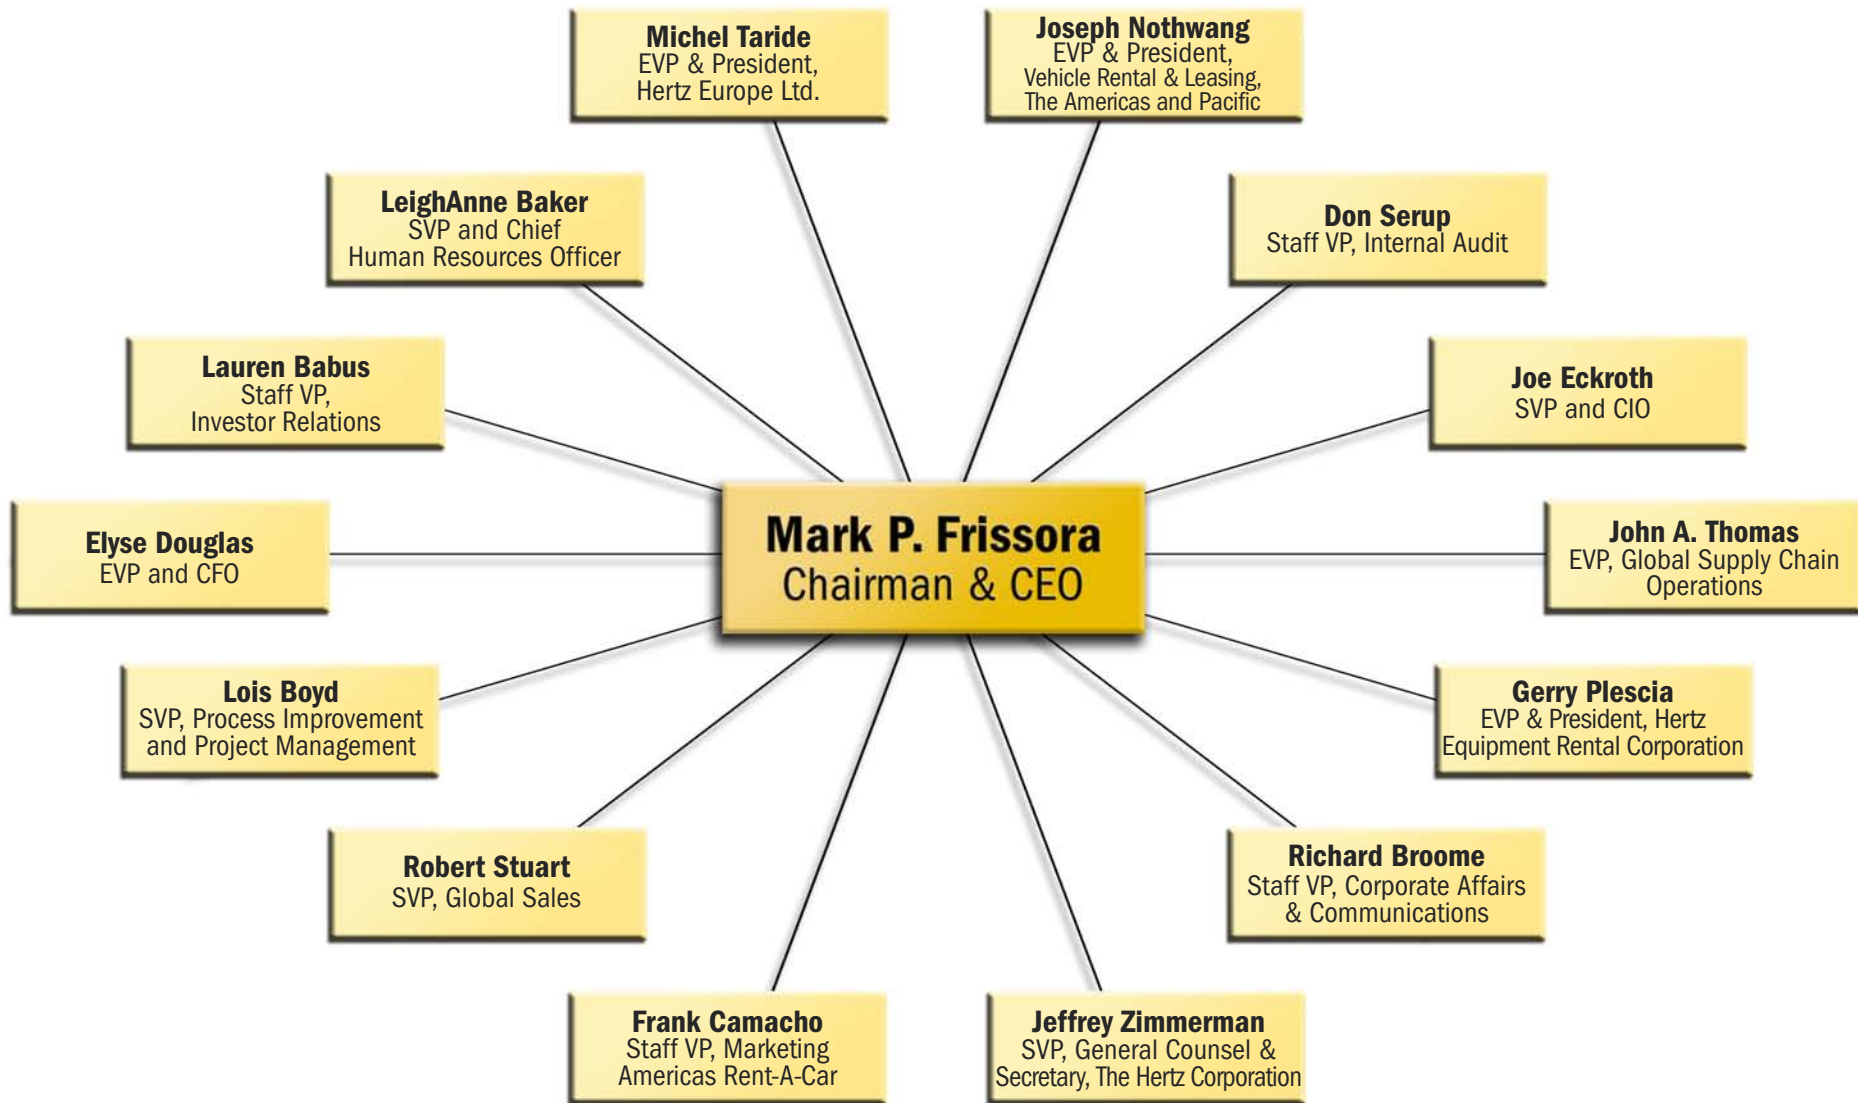 Michel Taride
EVP & President,
Hertz Europe Ltd.
Joseph Nothwang
EVP & President,
Vehicle Rental & Leasing,
The Americas and Pacific
LeighAnne Baker
SVP and Chief
Human Resources Officer
Don Serup
Staff VP, Internal Audit
Lauren Babus
Staff VP,
Investor Relations
Joe Eckroth
SVP and CIO
Elyse Douglas
EVP and CFO
Mark P. Frissora
Chairman & CEO
John A. Thomas
EVP, Global Supply Chain
Operations
Lois Boyd
SVP, Process Improvement
and Project Management
Gerry Plescia
EVP & President, Hertz
Equipment Rental Corporation
Robert Stuart
SVP, Global Sales
Richard Broome
Staff VP, Corporate Affairs
& Communications
Frank Camacho
Staff VP, Marketing
Americas Rent-A-Car
Jeffrey Zimmerman
SVP, General Counsel &
Secretary, The Hertz Corporation